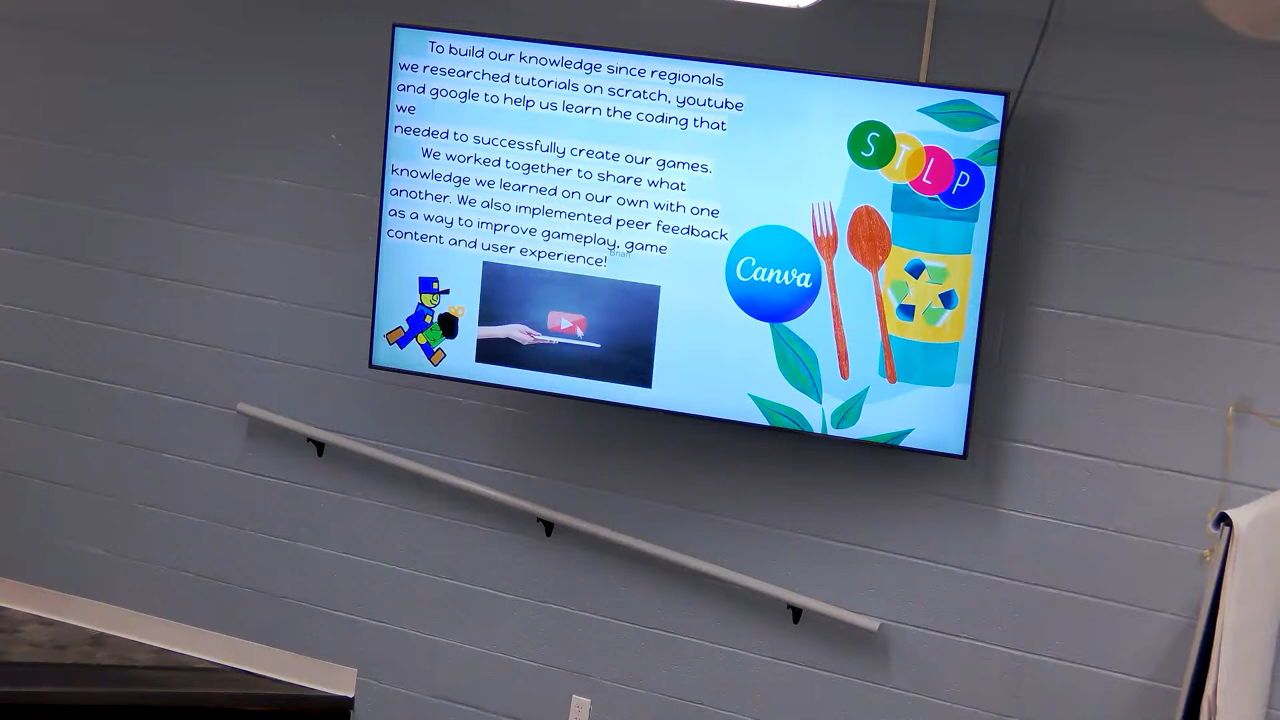 To build our knowledge since regionals
we researched tutorials on scratch, youtube
and google to help us learn the coding that
we
needed to successfully create our games.
We worked together to share what
knowledge we learned on our own with one
another. We also implemented peer feedback
as a way to improve gameplay, game
content and user experience!
Brian
STLP
Canva